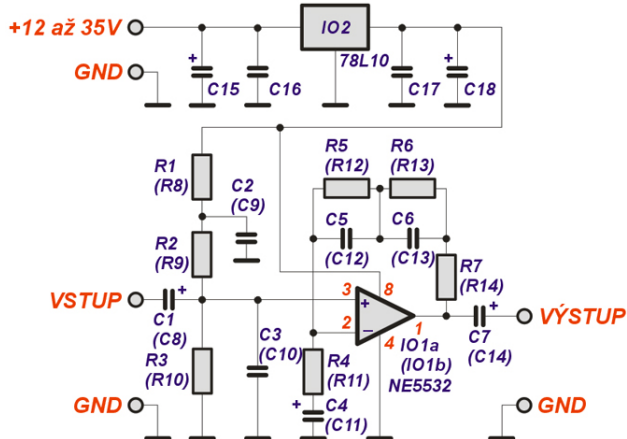 +12 až 35V
IO2
78L10
GND
+
C15
C16
C17
+
C18
R1
(R8)
C2
(C9)
R5
(R12)
R6
(R13)
R2
(R9)
C5
(C12)
C6
(C13)
R7
(R14)
VSTUP
+
C1
(C8)
3
8
+
2
−
1
4
IO1a
(IO1b)
NE5532
+
C7
(C14)
VÝSTUP
R3
(R10)
C3
(C10)
R4
(R11)
+
C4
(C11)
GND
GND